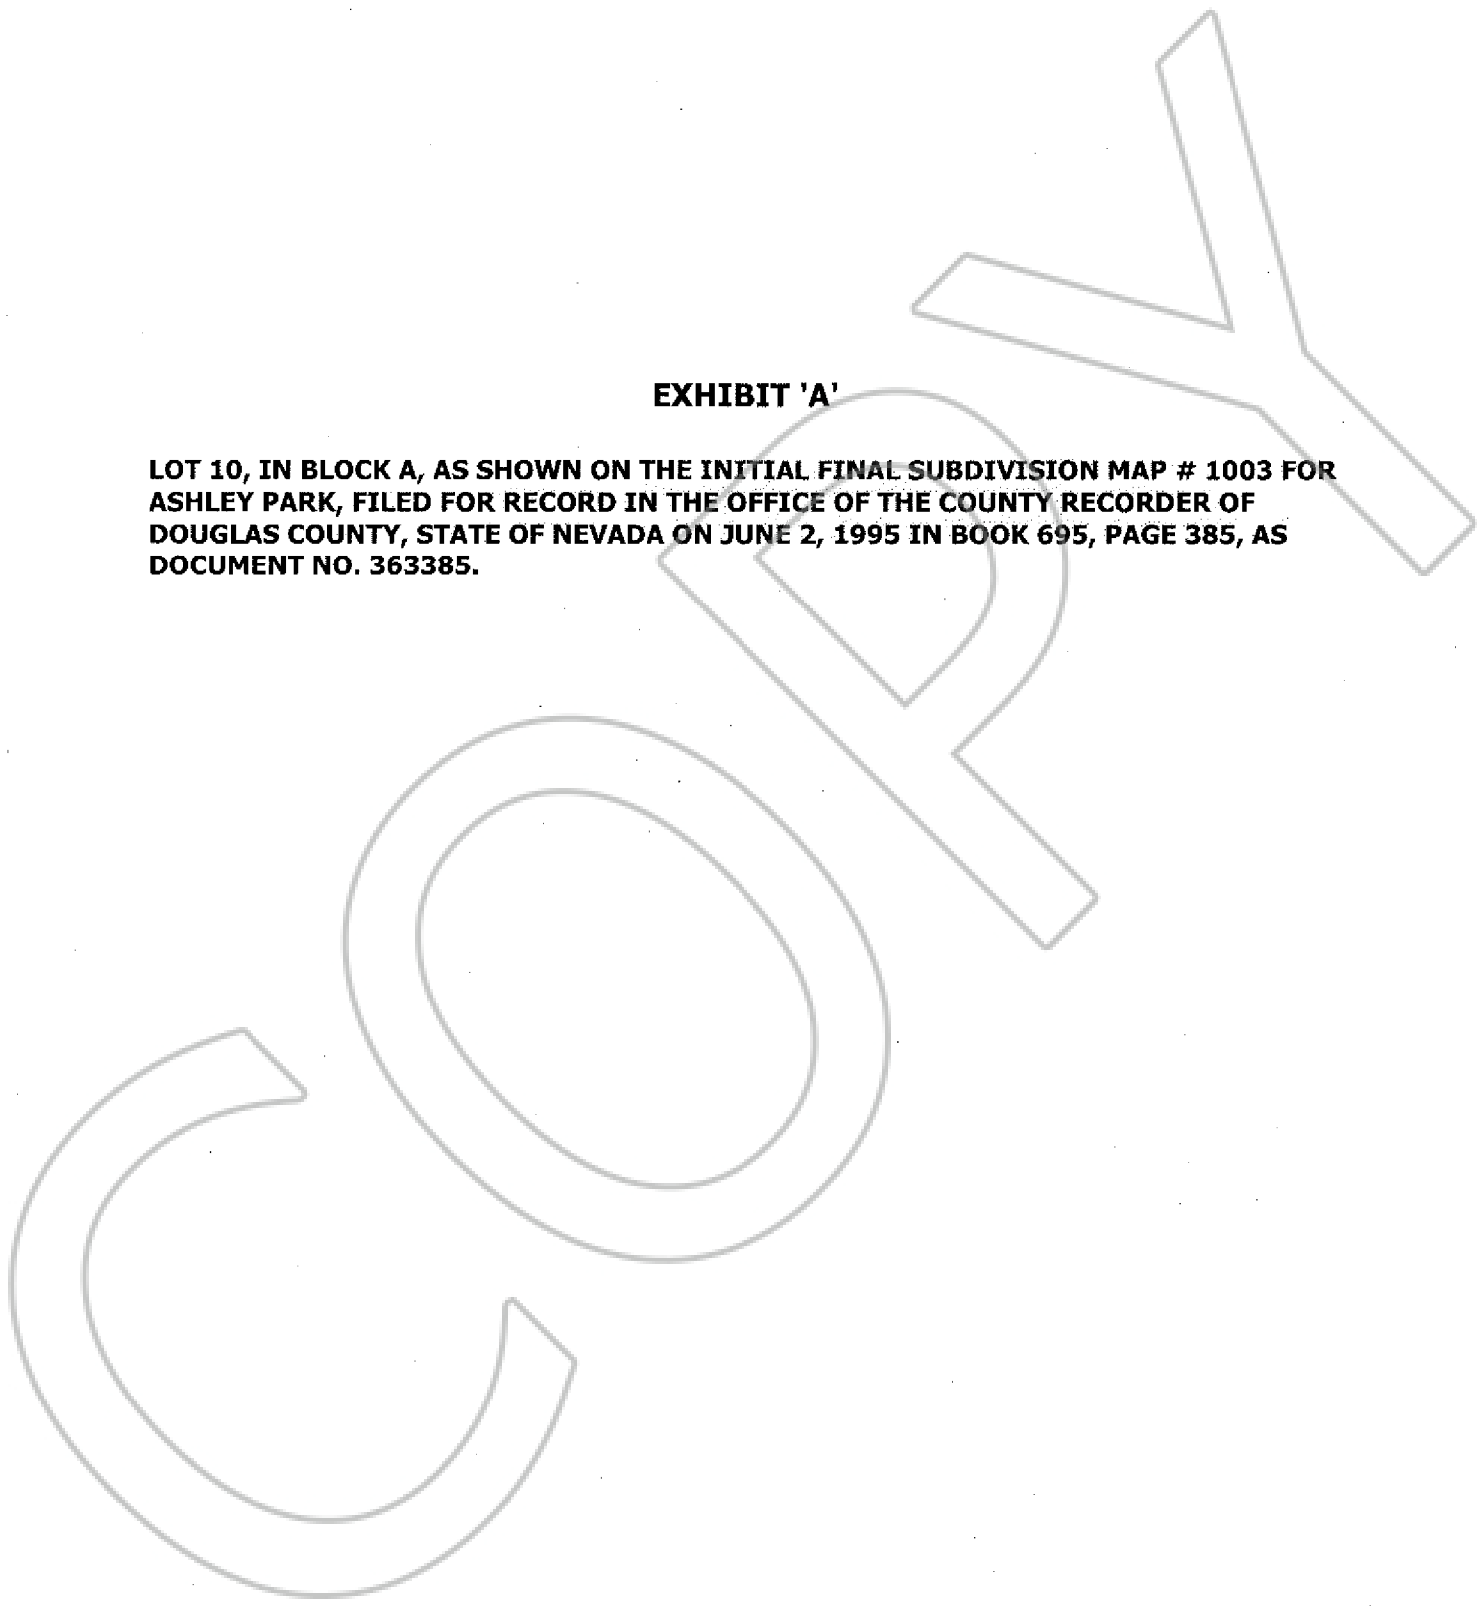 EXHIBIT 'A'
LOT 10, IN BLOCK A, AS SHOWN ON THE INITIAL FINAL SUBDIVISION MAP # 1003 FOR
ASHLEY PARK, FILED FOR RECORD IN THE OFFICE OF THE COUNTY RECORDER OF
DOUGLAS COUNTY, STATE OF NEVADA ON JUNE 2, 1995 IN BOOK 695, PAGE 385, AS
DOCUMENT NO. 363385.
COPY